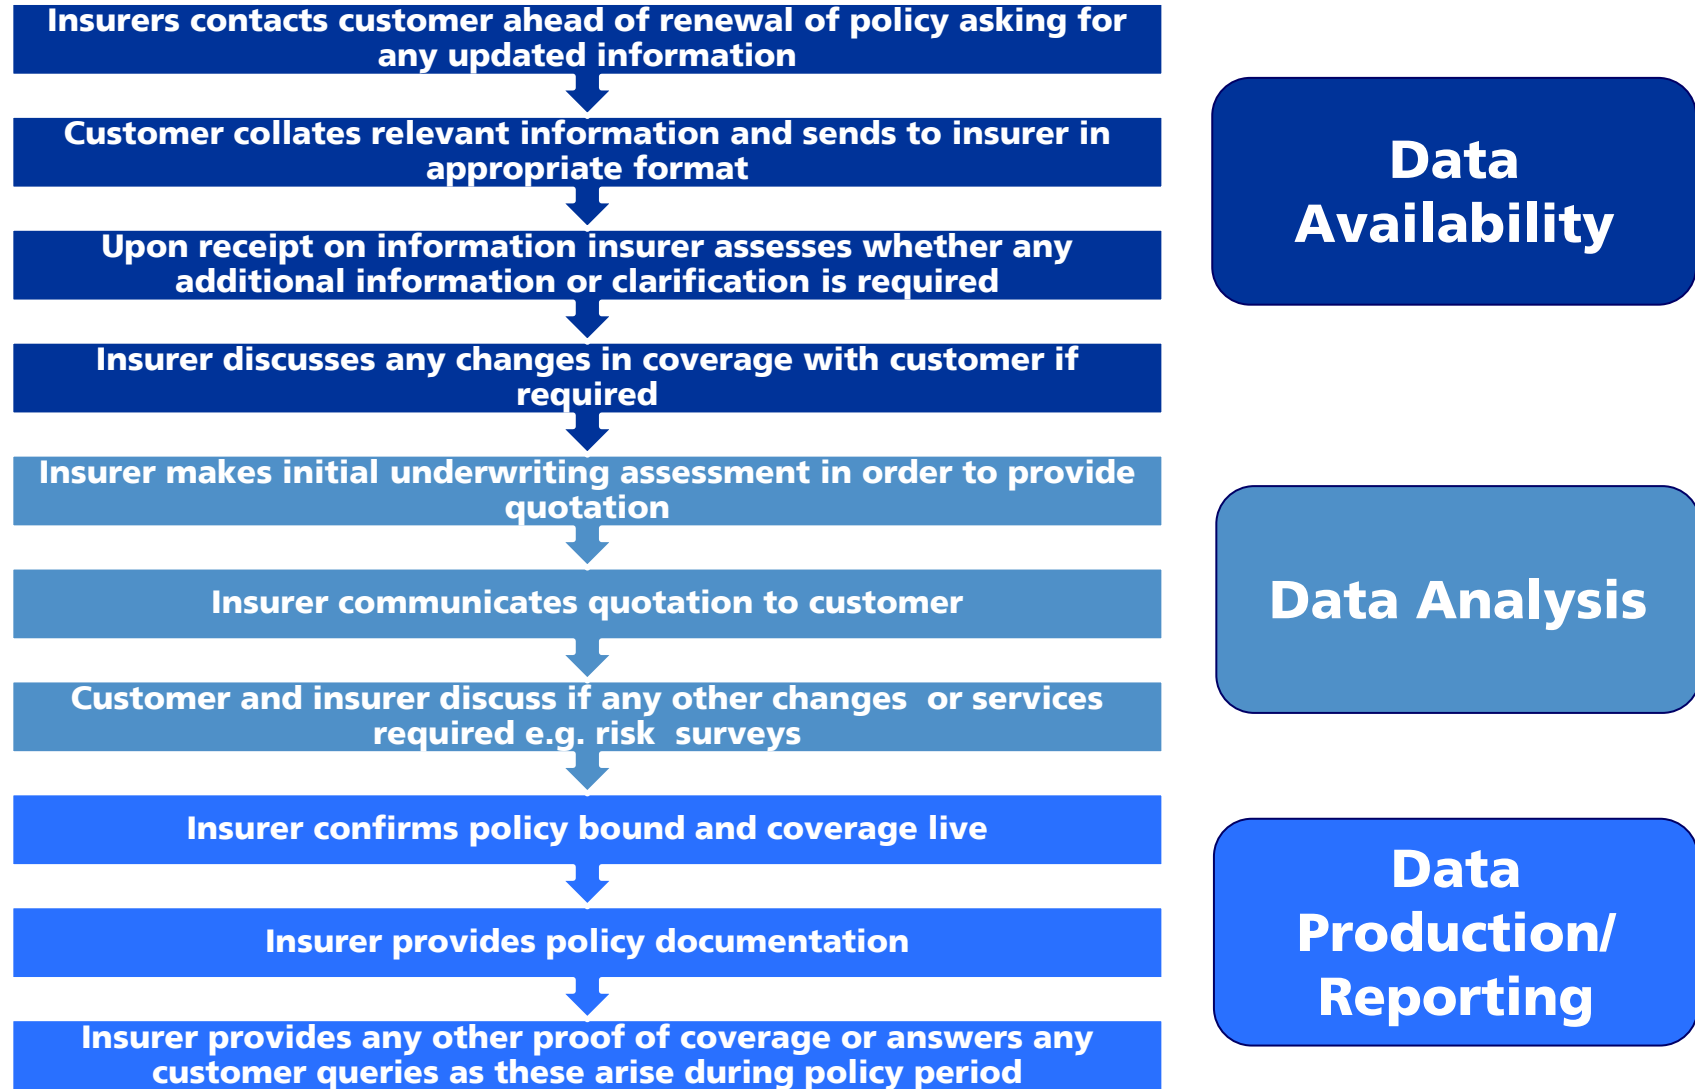 Insurers contacts customer ahead of renewal of policy asking for
any updated information
Customer collates relevant information and sends to insurer in
appropriate format
Upon receipt on information insurer assesses whether any
additional information or clarification is required
Insurer discusses any changes in coverage with customer if
required
Insurer makes initial underwriting assessment in order to provide
quotation
Insurer communicates quotation to customer
Customer and insurer discuss if any other changes  or services
required e.g. risk  surveys
Insurer confirms policy bound and coverage live
Insurer provides policy documentation
Insurer provides any other proof of coverage or answers any
customer queries as these arise during policy period
Data
Availability
Data Analysis
Data
Production/
Reporting